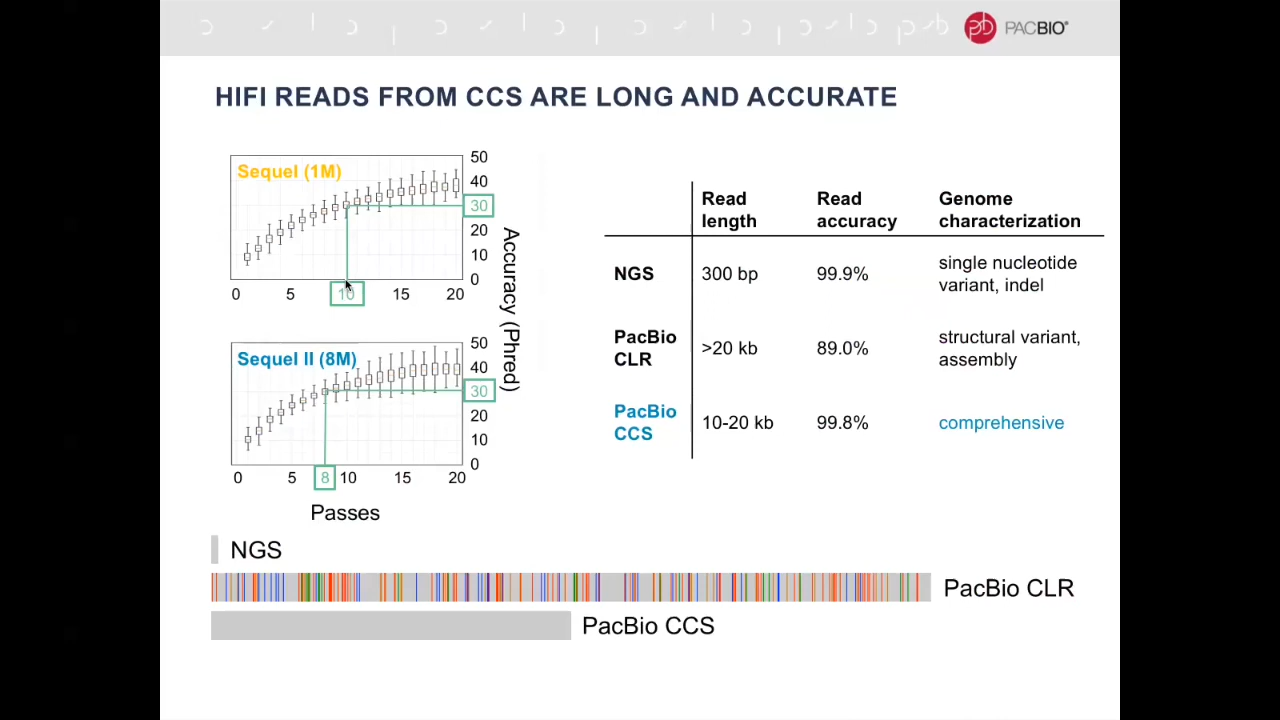 PACBIO®
HIFI READS FROM CCS ARE LONG AND ACCURATE
Sequel (1M)
50
40
30
20
10
0
0 5 10 15 20
Sequel II (8M)
50
40
30
20
10
0
0 5 8 10 15 20
Accuracy (Phred)
Passes
Read length
Read accuracy
Genome characterization
NGS
300 bp
99.9%
single nucleotide
variant, indel
PacBio
CLR
>20 kb
89.0%
structural variant,
assembly
PacBio
CCS
10-20 kb
99.8%
comprehensive
NGS
PacBio CLR
PacBio CCS